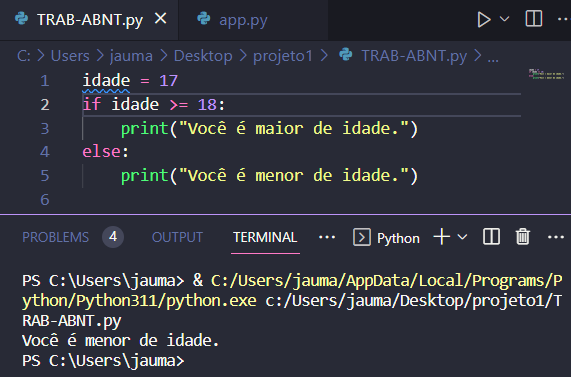 TRAB-ABNT.py
app.py
C: > Users > jauma > Desktop > projeto1 > TRAB-ABNT.py > ...
1 idade = 17
2 if idade >= 18:
3     print("Você é maior de idade.")
4 else:
5     print("Você é menor de idade.")
6
PROBLEMS 4 OUTPUT TERMINAL ... Python
PS C:\Users\jauma> & C:/Users/jauma/AppData/Local/Programs/P
ython/Python311/python.exe c:/Users/jauma/Desktop/projeto1/T
RAB-ABNT.py
Você é menor de idade.
PS C:\Users\jauma>